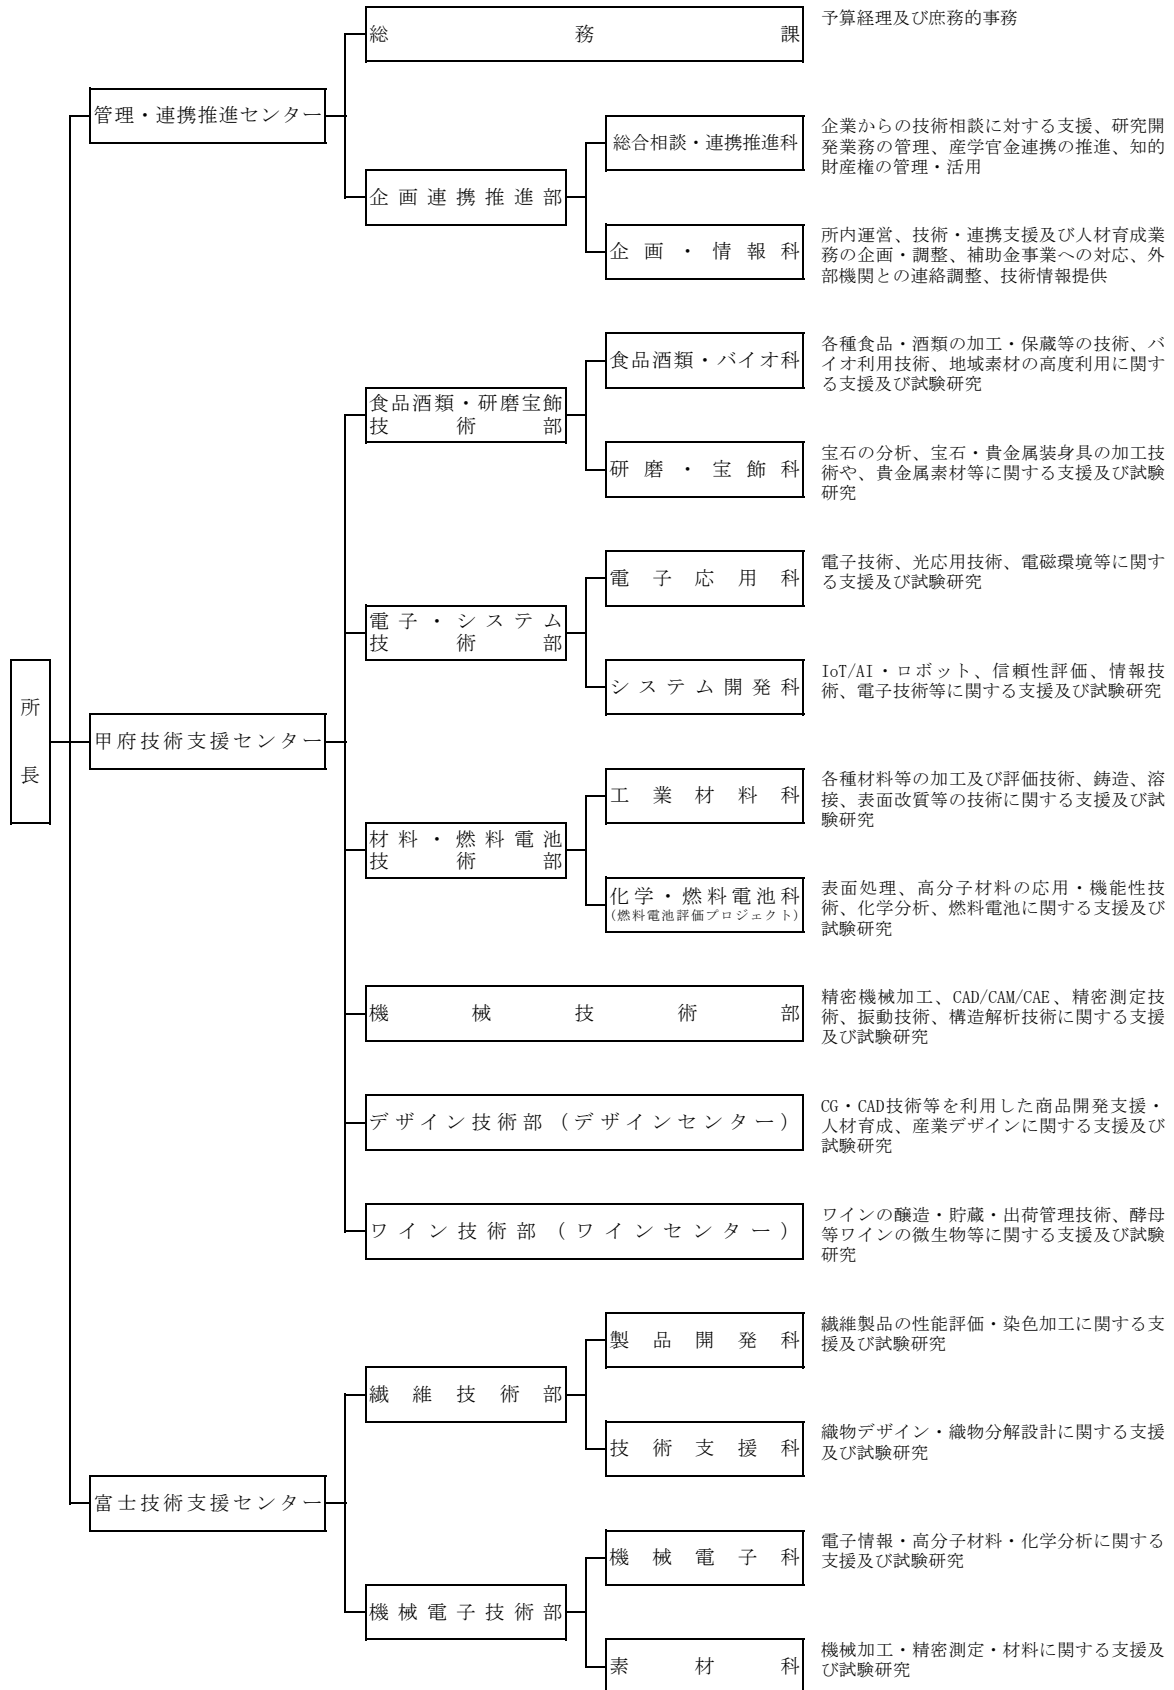 総務課
予算経理及び庶務的事務
管理・連携推進センター
総合相談・連携推進科
企業からの技術相談に対する支援、研究開
発業務の管理、産学官金連携の推進、知的
財産権の管理・活用
企画連携推進部
企画・情報科
所内運営、技術・連携支援及び人材育成業
務の企画・調整、補助金事業への対応、外
部機関との連絡調整、技術情報提供
食品酒類・バイオ科
各種食品・酒類の加工・保蔵等の技術、バ
イオ利用技術、地域素材の高度利用に関す
る支援及び試験研究
食品酒類・研磨宝飾
技術部
研磨・宝飾科
宝石の分析、宝石・貴金属装身具の加工技
術や、貴金属素材等に関する支援及び試験
研究
電子応用科
電子技術、光応用技術、電磁環境等に関す
る支援及び試験研究
電子・システム
技術部
システム開発科
IoT/AI・ロボット、信頼性評価、情報技
術、電子技術等に関する支援及び試験研究
所長
甲府技術支援センター
工業材料科
各種材料等の加工及び評価技術、鋳造、溶
接、表面改質等の技術に関する支援及び試
験研究
材料・燃料電池
技術部
化学・燃料電池科
(燃料電池評価プロジェクト)
表面処理、高分子材料の応用・機能性技
術、化学分析、燃料電池に関する支援及び
試験研究
機械技術部
精密機械加工、CAD/CAM/CAE、精密測定技
術、振動技術、構造解析技術に関する支援
及び試験研究
デザイン技術部（デザインセンター）
CG・CAD技術等を利用した商品開発支援・
人材育成、産業デザインに関する支援及び
試験研究
ワイン技術部（ワインセンター）
ワインの醸造・貯蔵・出荷管理技術、酵母
等ワインの微生物等に関する支援及び試験
研究
製品開発科
繊維製品の性能評価・染色加工に関する支
援及び試験研究
繊維技術部
技術支援科
織物デザイン・織物分解設計に関する支援
及び試験研究
富士技術支援センター
機械電子科
電子情報・高分子材料・化学分析に関する
支援及び試験研究
機械電子技術部
素材科
機械加工・精密測定・材料に関する支援及
び試験研究